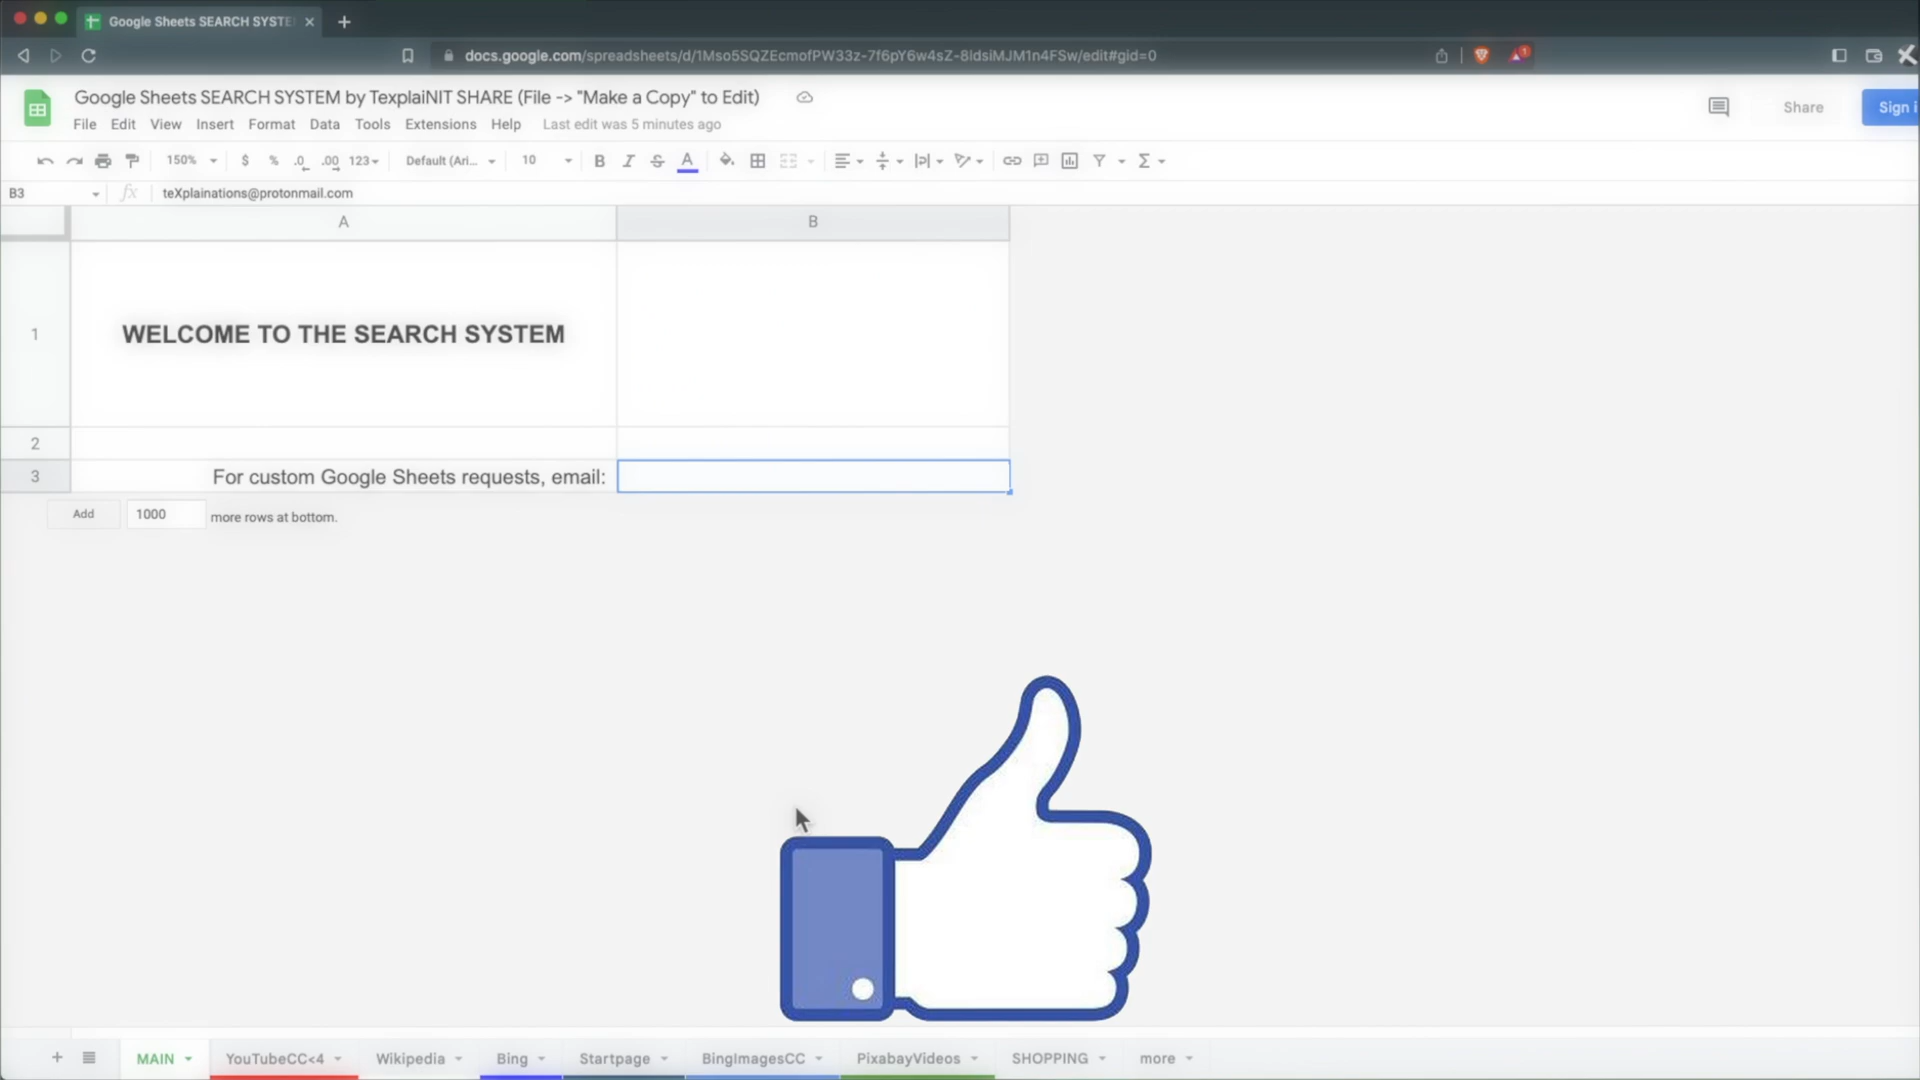 Google Sheets SEARCH SYSTE
docs.google.com/spreadsheets/d/1Mso5SQZEcmofPW33z-7f6pY6w4sZ-8ldsiMJM1n4FSw/edit#gid=0
1
Google Sheets SEARCH SYSTEM by TexplaiNIT SHARE (File -> "Make a Copy" to Edit)
File Edit View Insert Format Data Tools Extensions Help Last edit was 5 minutes ago
Share
Sign i
150% $ % .0 .00 123 Default (Ari... 10 B I S A
B3 fx teXplainations@protonmail.com
A B
1 WELCOME TO THE SEARCH SYSTEM
2
3 For custom Google Sheets requests, email:
Add 1000 more rows at bottom.
MAIN YouTubeCC<4 Wikipedia Bing Startpage BingImagesCC PixabayVideos SHOPPING more